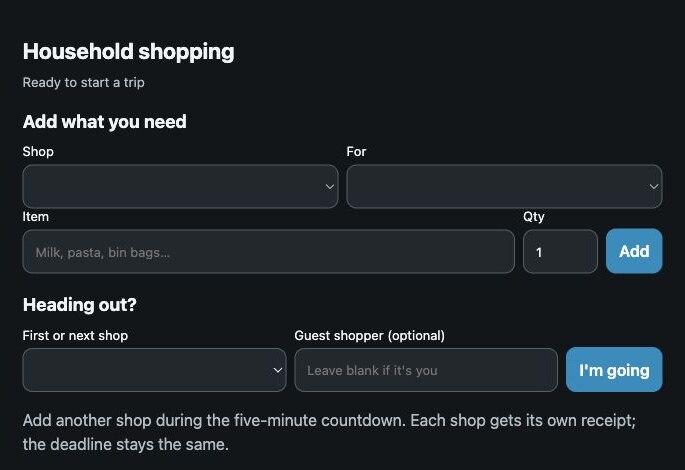 Household shopping
Ready to start a trip
Add what you need
Shop
For
Item
Qty
Milk, pasta, bin bags...
1
Add
Heading out?
First or next shop
Guest shopper (optional)
Leave blank if it's you
I'm going
Add another shop during the five-minute countdown. Each shop gets its own receipt;
the deadline stays the same.